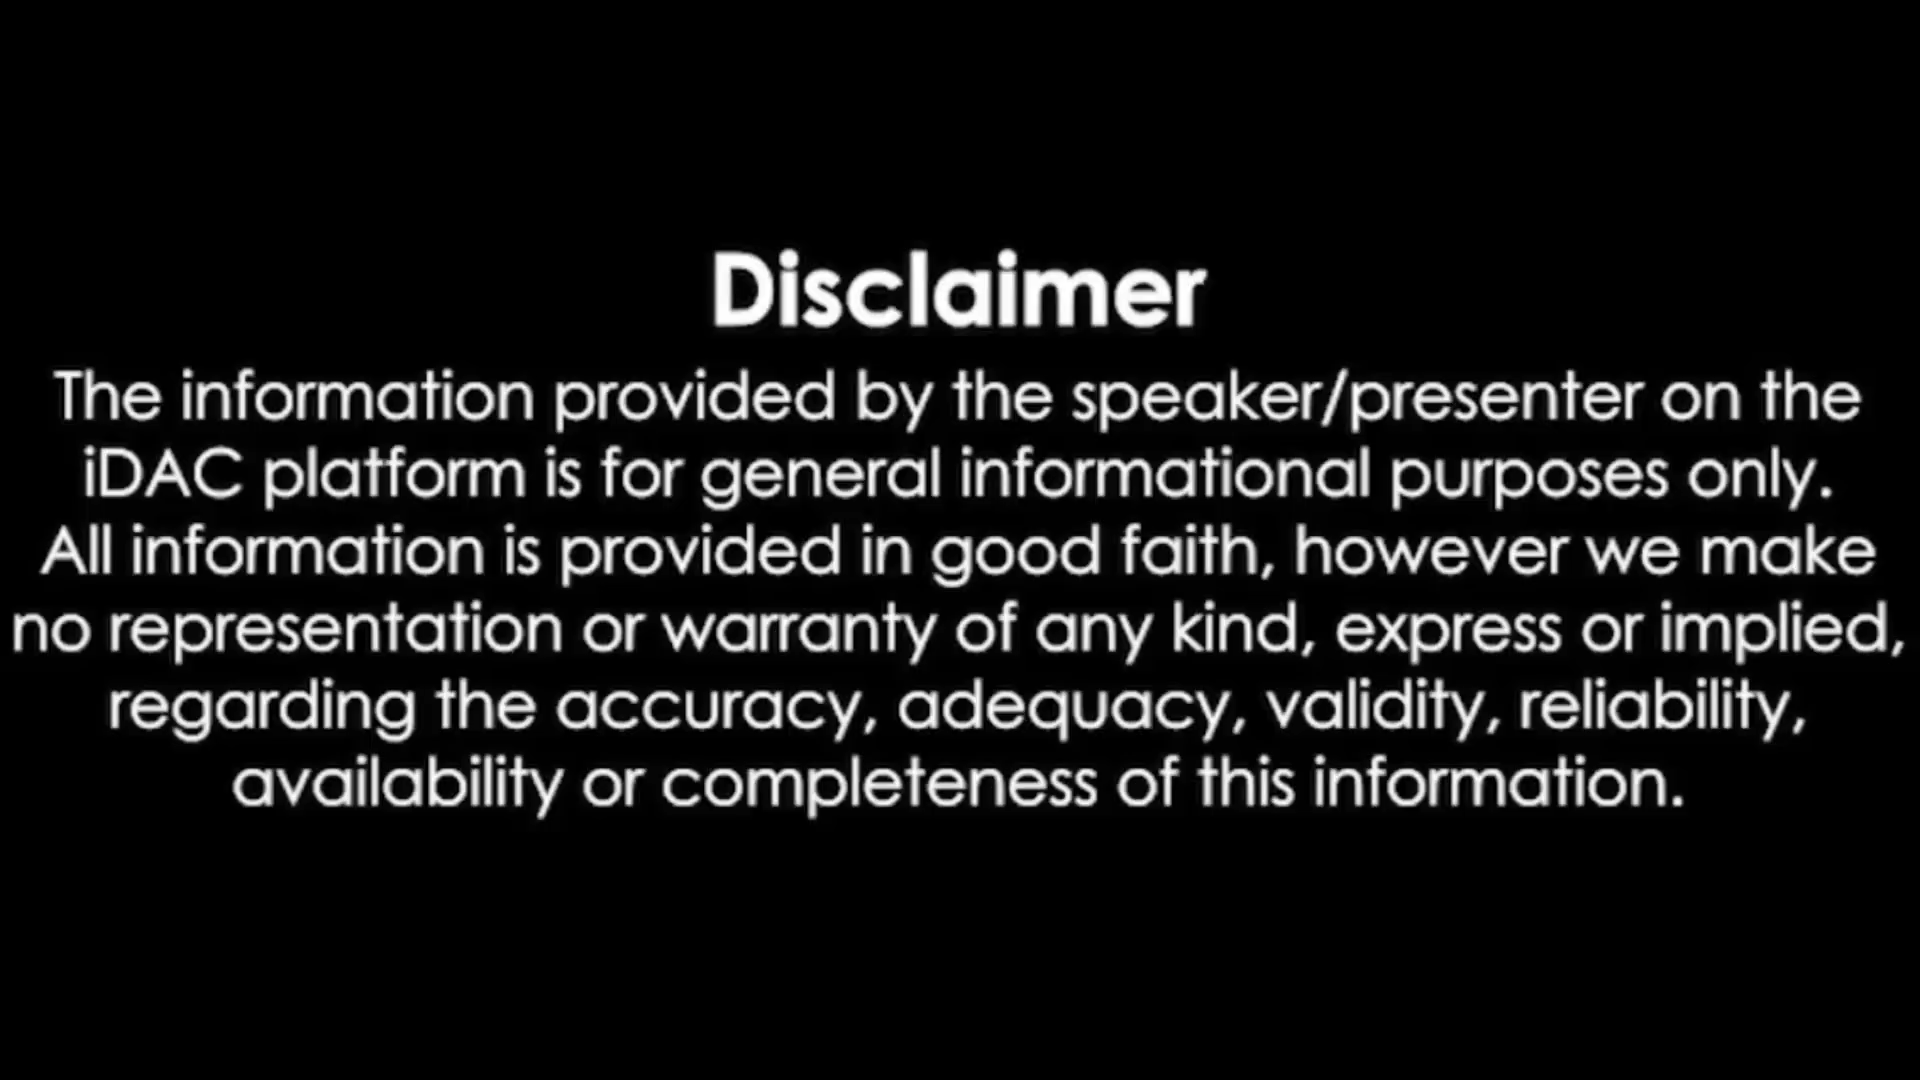 Disclaimer
The information provided by the speaker/presenter on the
iDAC platform is for general informational purposes only.
All information is provided in good faith, however we make
no representation or warranty of any kind, express or implied,
regarding the accuracy, adequacy, validity, reliability,
availability or completeness of this information.